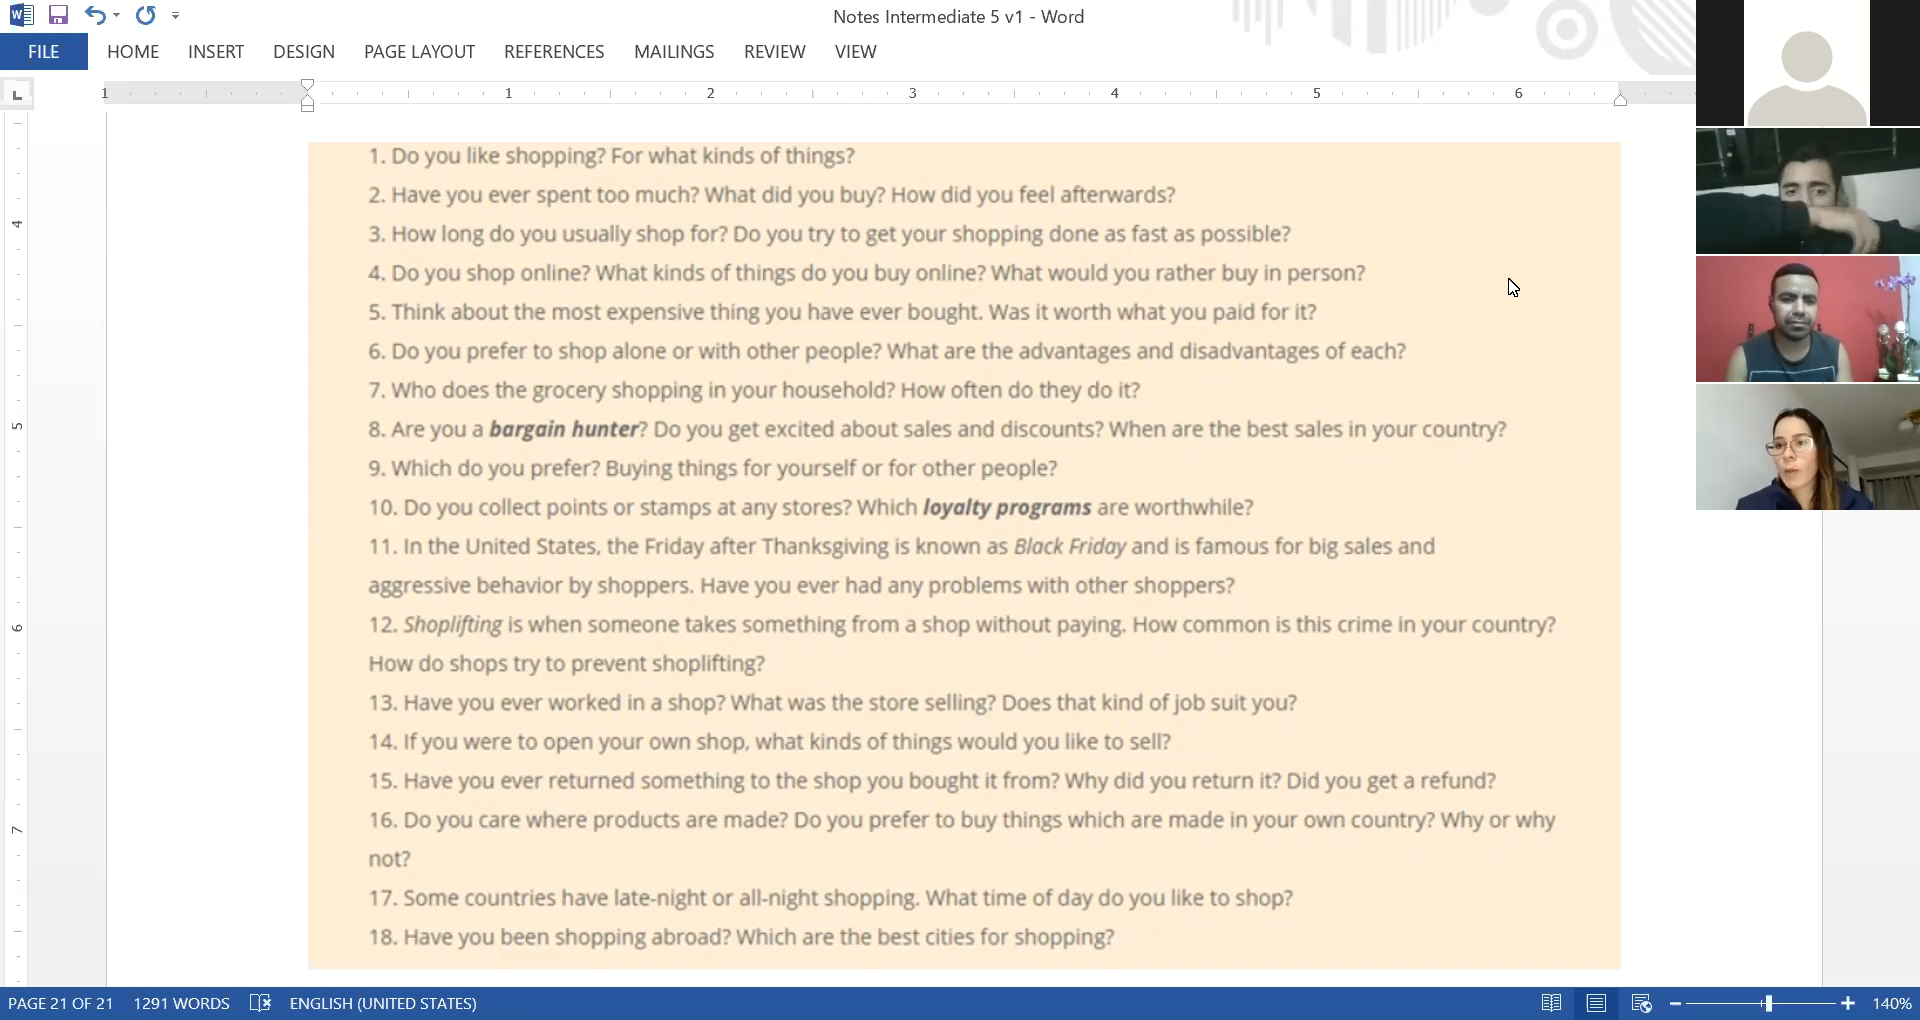 Notes Intermediate 5 v1 - Word
FILE HOME INSERT DESIGN PAGE LAYOUT REFERENCES MAILINGS REVIEW VIEW
L 1 1 2 3 4 5 6
1. Do you like shopping? For what kinds of things?
2. Have you ever spent too much? What did you buy? How did you feel afterwards?
3. How long do you usually shop for? Do you try to get your shopping done as fast as possible?
4. Do you shop online? What kinds of things do you buy online? What would you rather buy in person?
5. Think about the most expensive thing you have ever bought. Was it worth what you paid for it?
6. Do you prefer to shop alone or with other people? What are the advantages and disadvantages of each?
7. Who does the grocery shopping in your household? How often do they do it?
8. Are you a bargain hunter? Do you get excited about sales and discounts? When are the best sales in your country?
9. Which do you prefer? Buying things for yourself or for other people?
10. Do you collect points or stamps at any stores? Which loyalty programs are worthwhile?
11. In the United States, the Friday after Thanksgiving is known as Black Friday and is famous for big sales and
aggressive behavior by shoppers. Have you ever had any problems with other shoppers?
12. Shoplifting is when someone takes something from a shop without paying. How common is this crime in your country?
How do shops try to prevent shoplifting?
13. Have you ever worked in a shop? What was the store selling? Does that kind of job suit you?
14. If you were to open your own shop, what kinds of things would you like to sell?
15. Have you ever returned something to the shop you bought it from? Why did you return it? Did you get a refund?
16. Do you care where products are made? Do you prefer to buy things which are made in your own country? Why or why
not?
17. Some countries have late-night or all-night shopping. What time of day do you like to shop?
18. Have you been shopping abroad? Which are the best cities for shopping?
4
5
6
7
PAGE 21 OF 21 1291 WORDS ENGLISH (UNITED STATES) 140%